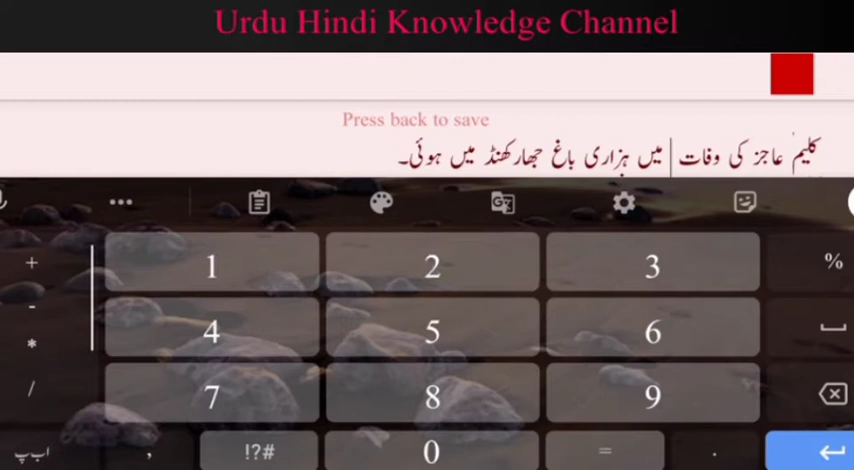 Urdu Hindi Knowledge Channel
Press back to save
کلیم عاجز کی وفات میں ہزاری باغ جھارکھنڈ میں ہوئی۔
+ 1 2 3 %
-
* 4 5 6
/ 7 8 9
ا ب پ , !?# 0 = .